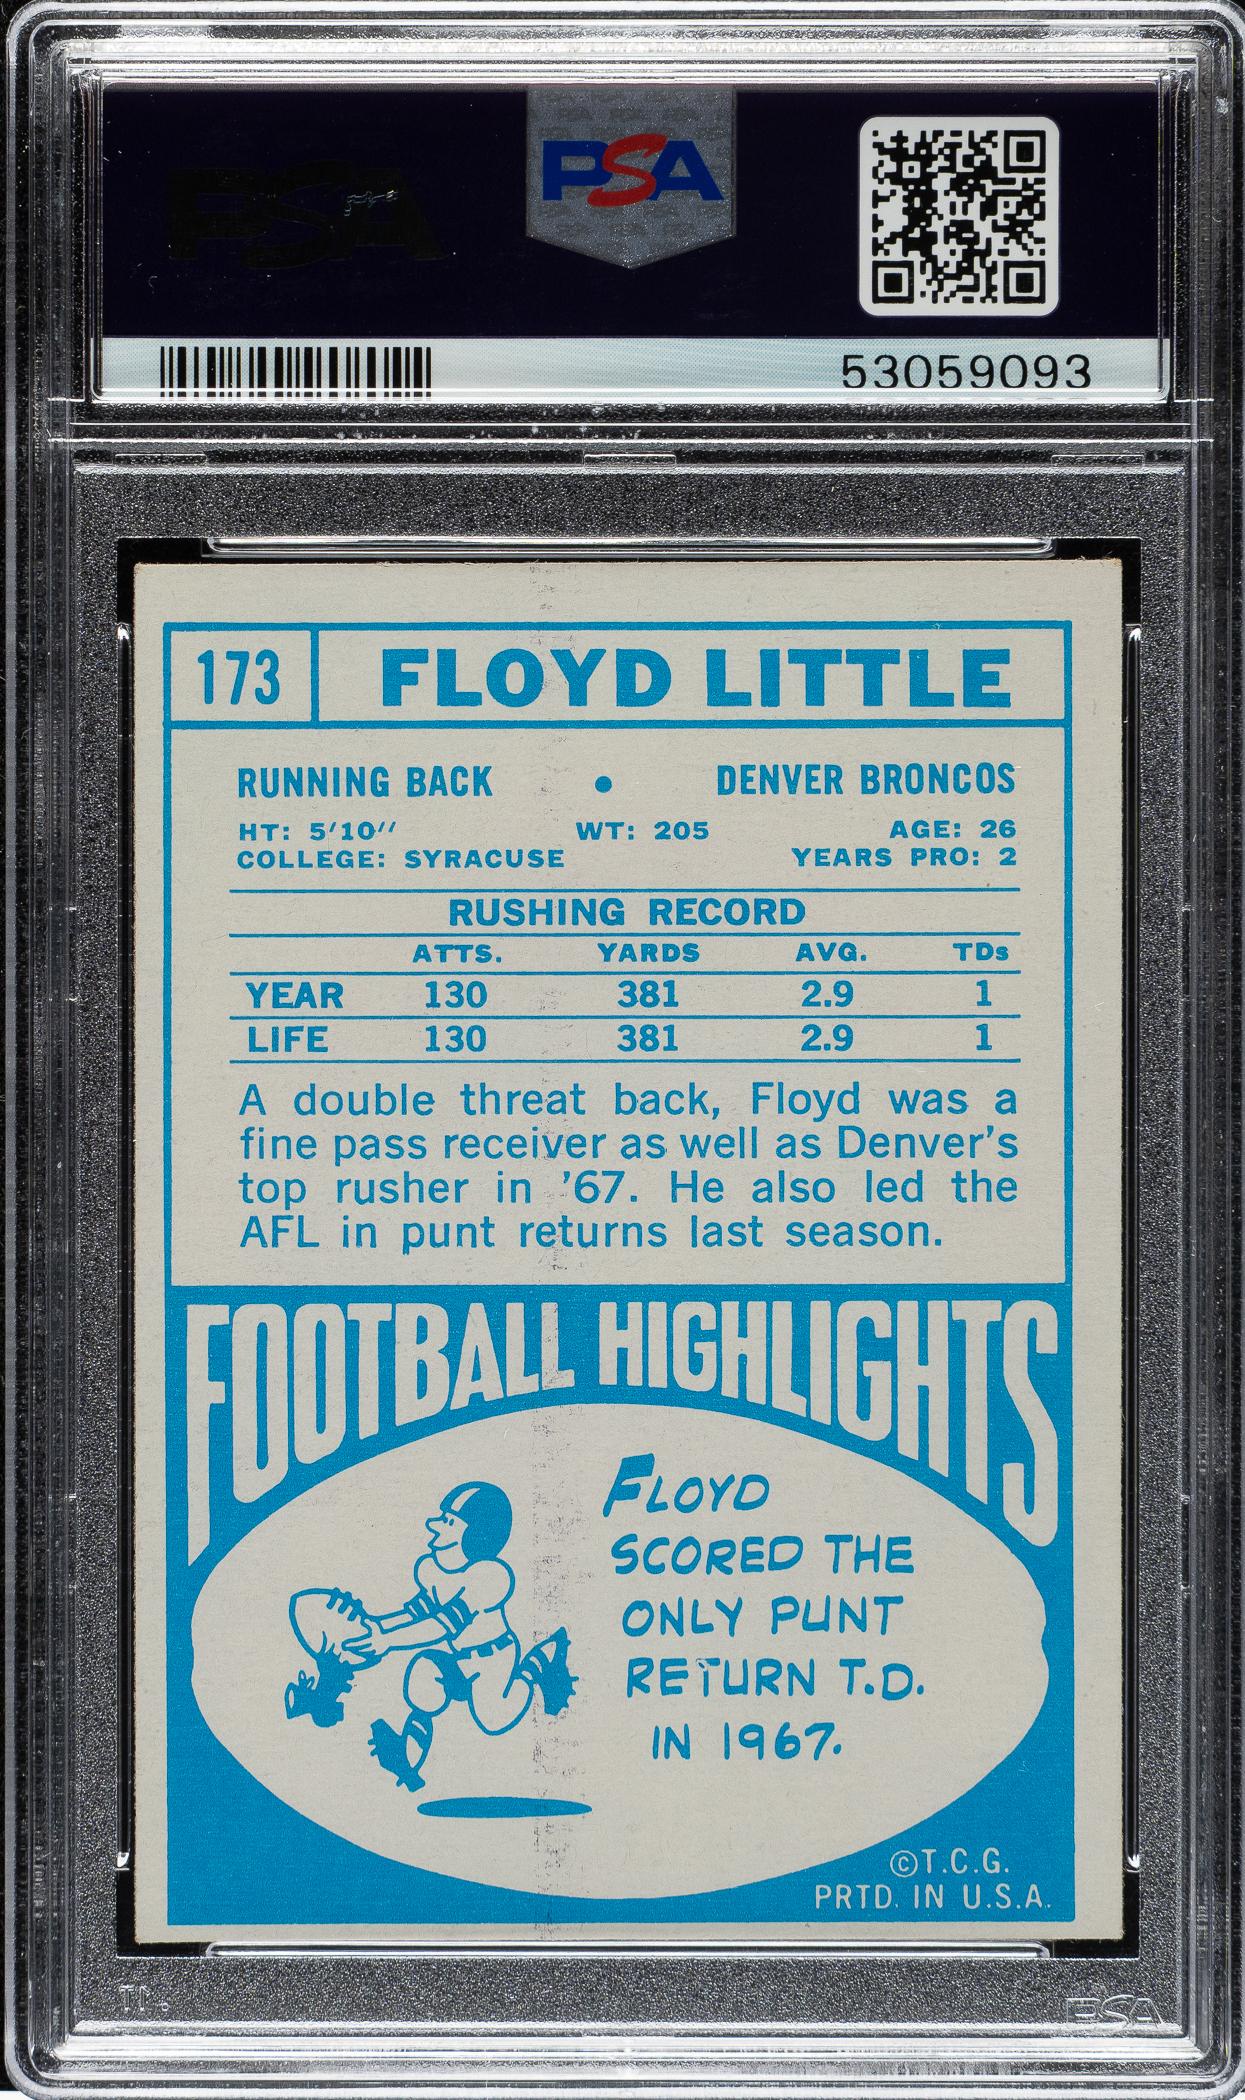 PSA
PSA
53059093
173 FLOYD LITTLE
RUNNING BACK • DENVER BRONCOS
HT: 5'10'' WT: 205 AGE: 26
COLLEGE: SYRACUSE YEARS PRO: 2
RUSHING RECORD
ATTS. YARDS AVG. TDs
YEAR 130 381 2.9 1
LIFE 130 381 2.9 1
A double threat back, Floyd was a
fine pass receiver as well as Denver's
top rusher in '67. He also led the
AFL in punt returns last season.
FOOTBALL HIGHLIGHTS
FLOYD
SCORED THE
ONLY PUNT
RETURN T.D.
IN 1967.
©T.C.G.
PRTD. IN U.S.A.
PSA